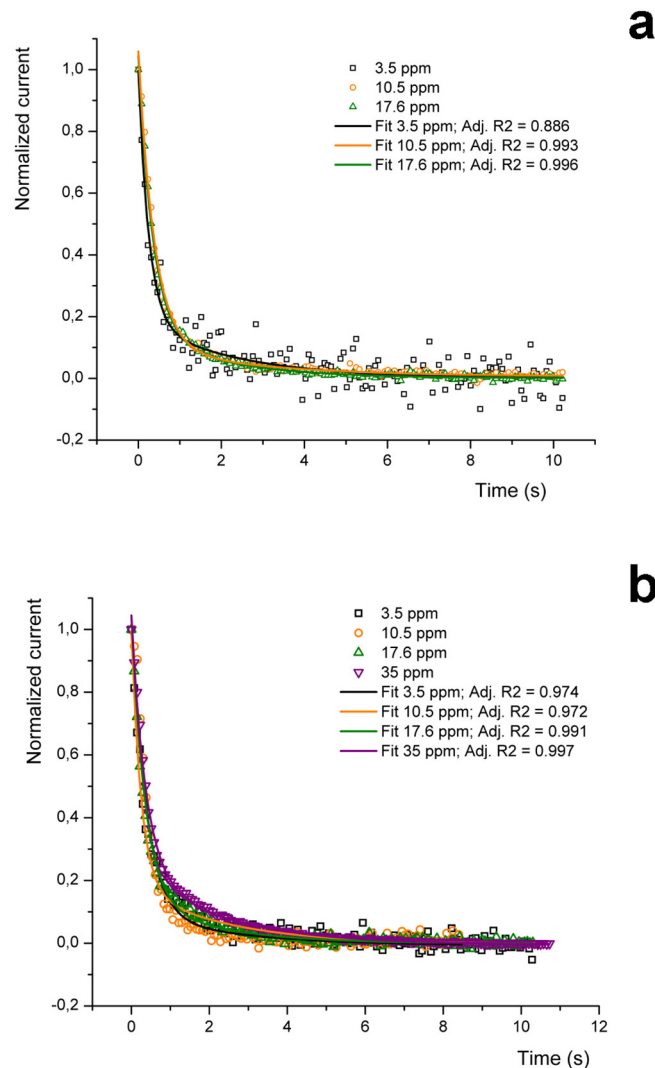 a
Normalized current
1,0
0,8
0,6
0,4
0,2
0,0
-0,2
3.5 ppm
10.5 ppm
17.6 ppm
Fit 3.5 ppm; Adj. R2 = 0.886
Fit 10.5 ppm; Adj. R2 = 0.993
Fit 17.6 ppm; Adj. R2 = 0.996
0 2 4 6 8 10
Time (s)
b
Normalized current
1,0
0,8
0,6
0,4
0,2
0,0
-0,2
3.5 ppm
10.5 ppm
17.6 ppm
35 ppm
Fit 3.5 ppm; Adj. R2 = 0.974
Fit 10.5 ppm; Adj. R2 = 0.972
Fit 17.6 ppm; Adj. R2 = 0.991
Fit 35 ppm; Adj. R2 = 0.997
0 2 4 6 8 10 12
Time (s)